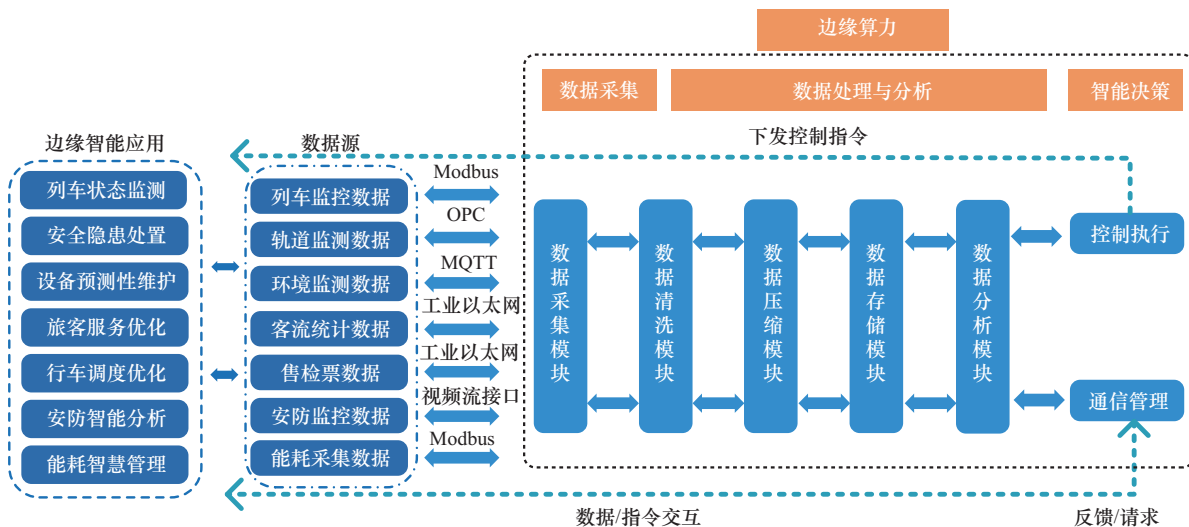 边缘算力
数据采集
数据处理与分析
智能决策
下发控制指令
边缘智能应用
列车状态监测
安全隐患处置
设备预测性维护
旅客服务优化
行车调度优化
安防智能分析
能耗智慧管理
数据源
列车监控数据
轨道监测数据
环境监测数据
客流统计数据
售检票数据
安防监控数据
能耗采集数据
Modbus
OPC
MQTT
工业以太网
工业以太网
视频流接口
Modbus
数据采集模块
数据清洗模块
数据压缩模块
数据存储模块
数据分析模块
控制执行
通信管理
数据/指令交互
反馈/请求